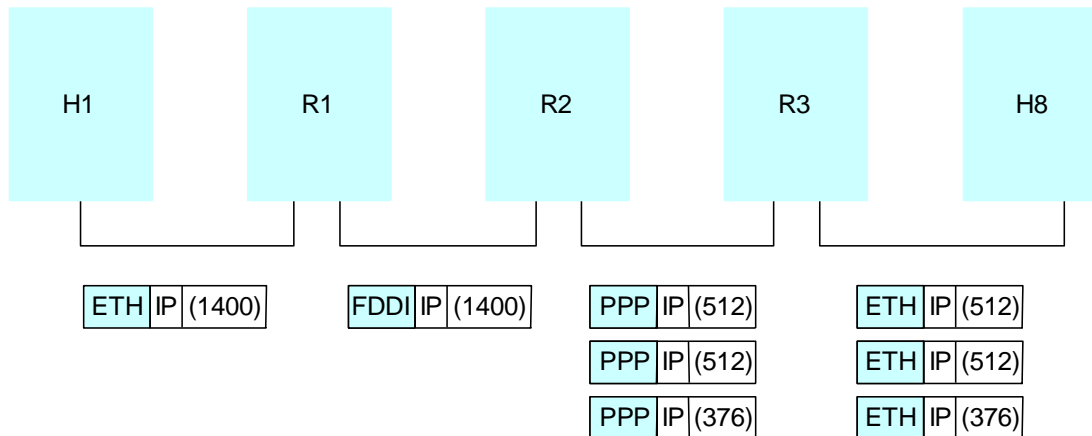 H1 R1 R2 R3 H8
ETH IP (1400) FDDI IP (1400) PPP IP (512) ETH IP (512)
PPP IP (512) ETH IP (512)
PPP IP (376) ETH IP (376)